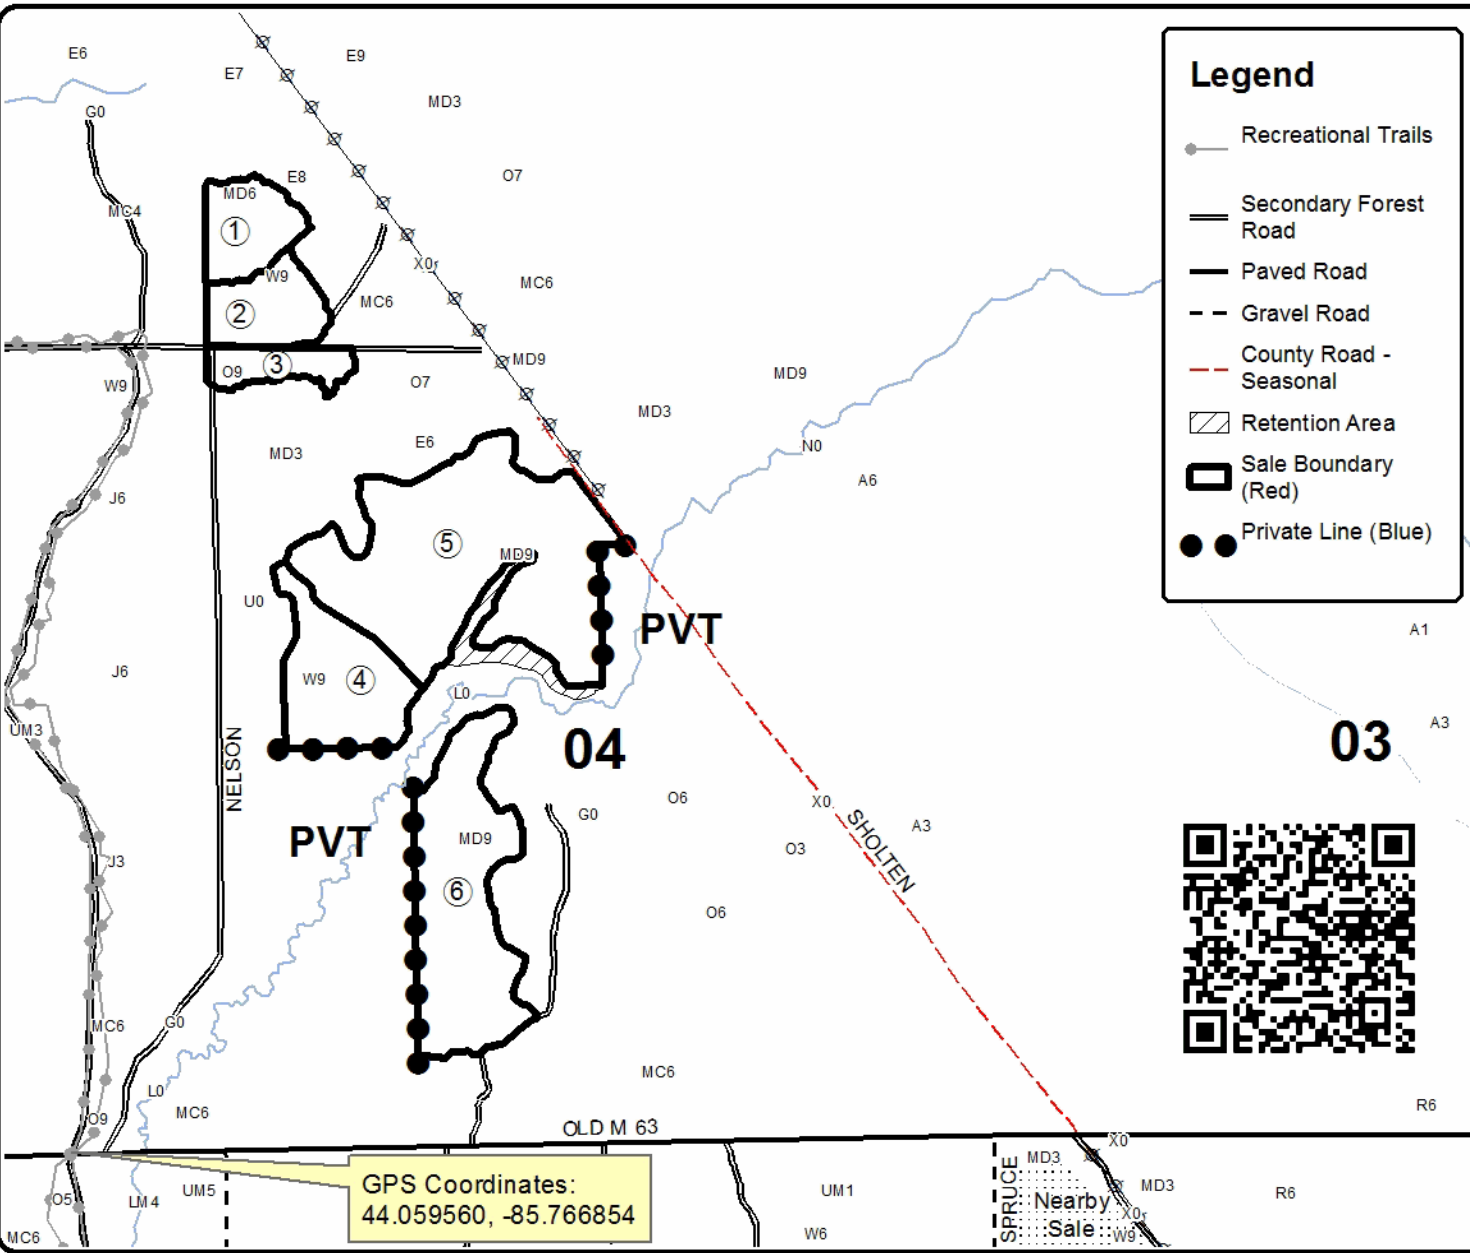 E6
E7
E9
MD3
G0
E8
MD6
O7
MC4
1
X0r
W9
MC6
MC6
2
3
O9
W9
O7
MD9
MD9
MD3
MD3
E6
N0
A6
J6
5
MD9
U0
PVT
J6
W9
4
L0
UM3
NELSON
04
03
A1
A3
PVT
MD9
G0
O6
X0
SHOLTEN
A3
O3
J3
6
O6
MC6
G0
MC6
L0
MC6
O9
OLD M 63
R6
X0
GPS Coordinates:
44.059560, -85.766854
O5
LM4
UM5
MC6
UM1
W6
SPRUCE
MD3
MD3
Nearby
Sale
X0r
W9
R6
Legend
Recreational Trails
Secondary Forest
Road
Paved Road
Gravel Road
County Road -
Seasonal
Retention Area
Sale Boundary
(Red)
Private Line (Blue)